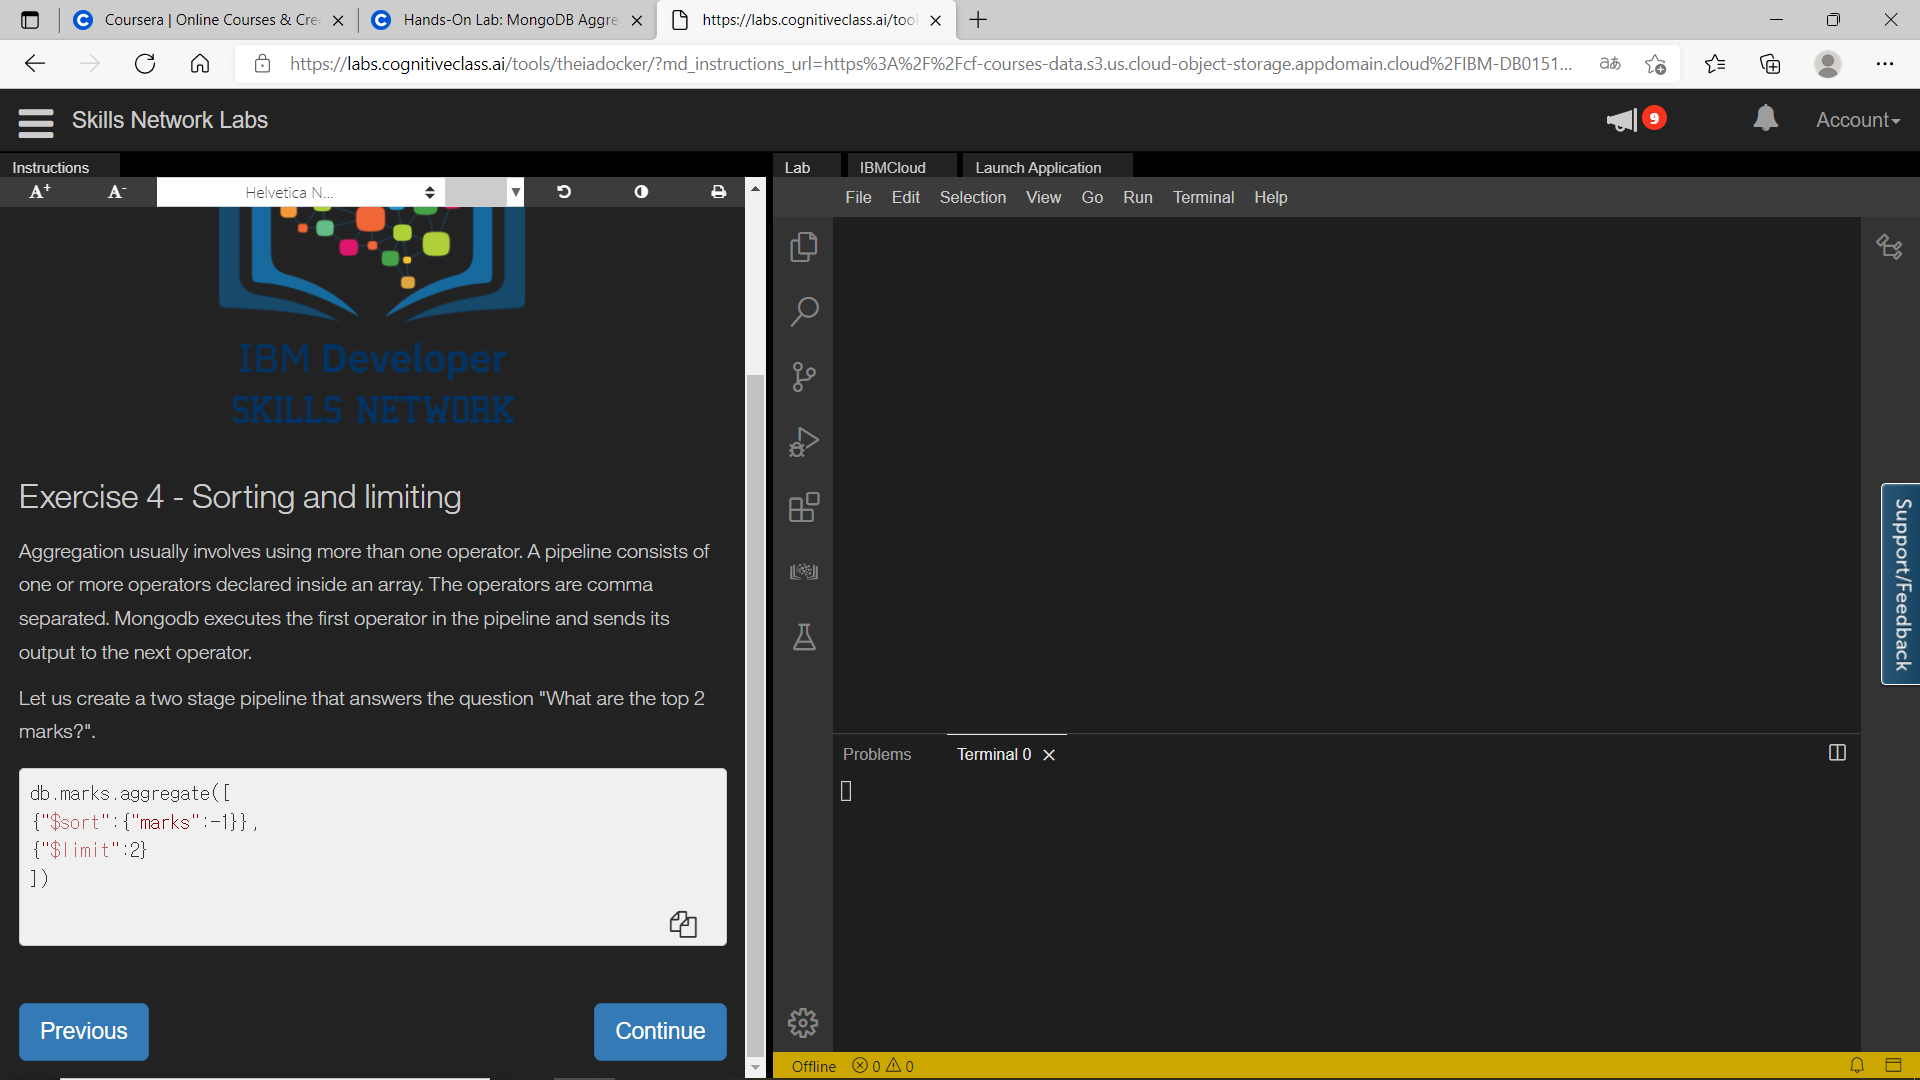 Coursera | Online Courses & Cre
Hands-On Lab: MongoDB Aggre
https://labs.cognitiveclass.ai/tool
https://labs.cognitiveclass.ai/tools/theiadocker/?md_instructions_url=https%3A%2F%2Fcf-courses-data.s3.us.cloud-object-storage.appdomain.cloud%2FIBM-DB0151...
Skills Network Labs
9
Account
Instructions
Lab
IBMCloud
Launch Application
A+
A-
Helvetica N...
File Edit Selection View Go Run Terminal Help
IBM Developer
SKILLS NETWORK
Exercise 4 - Sorting and limiting
Aggregation usually involves using more than one operator. A pipeline consists of
one or more operators declared inside an array. The operators are comma
separated. Mongodb executes the first operator in the pipeline and sends its
output to the next operator.
Let us create a two stage pipeline that answers the question "What are the top 2
marks?".
db.marks.aggregate([
{"$sort":{"marks":-1}},
{"$limit":2}
])
Previous
Continue
Problems
Terminal 0
Support/Feedback
Offline
0
0